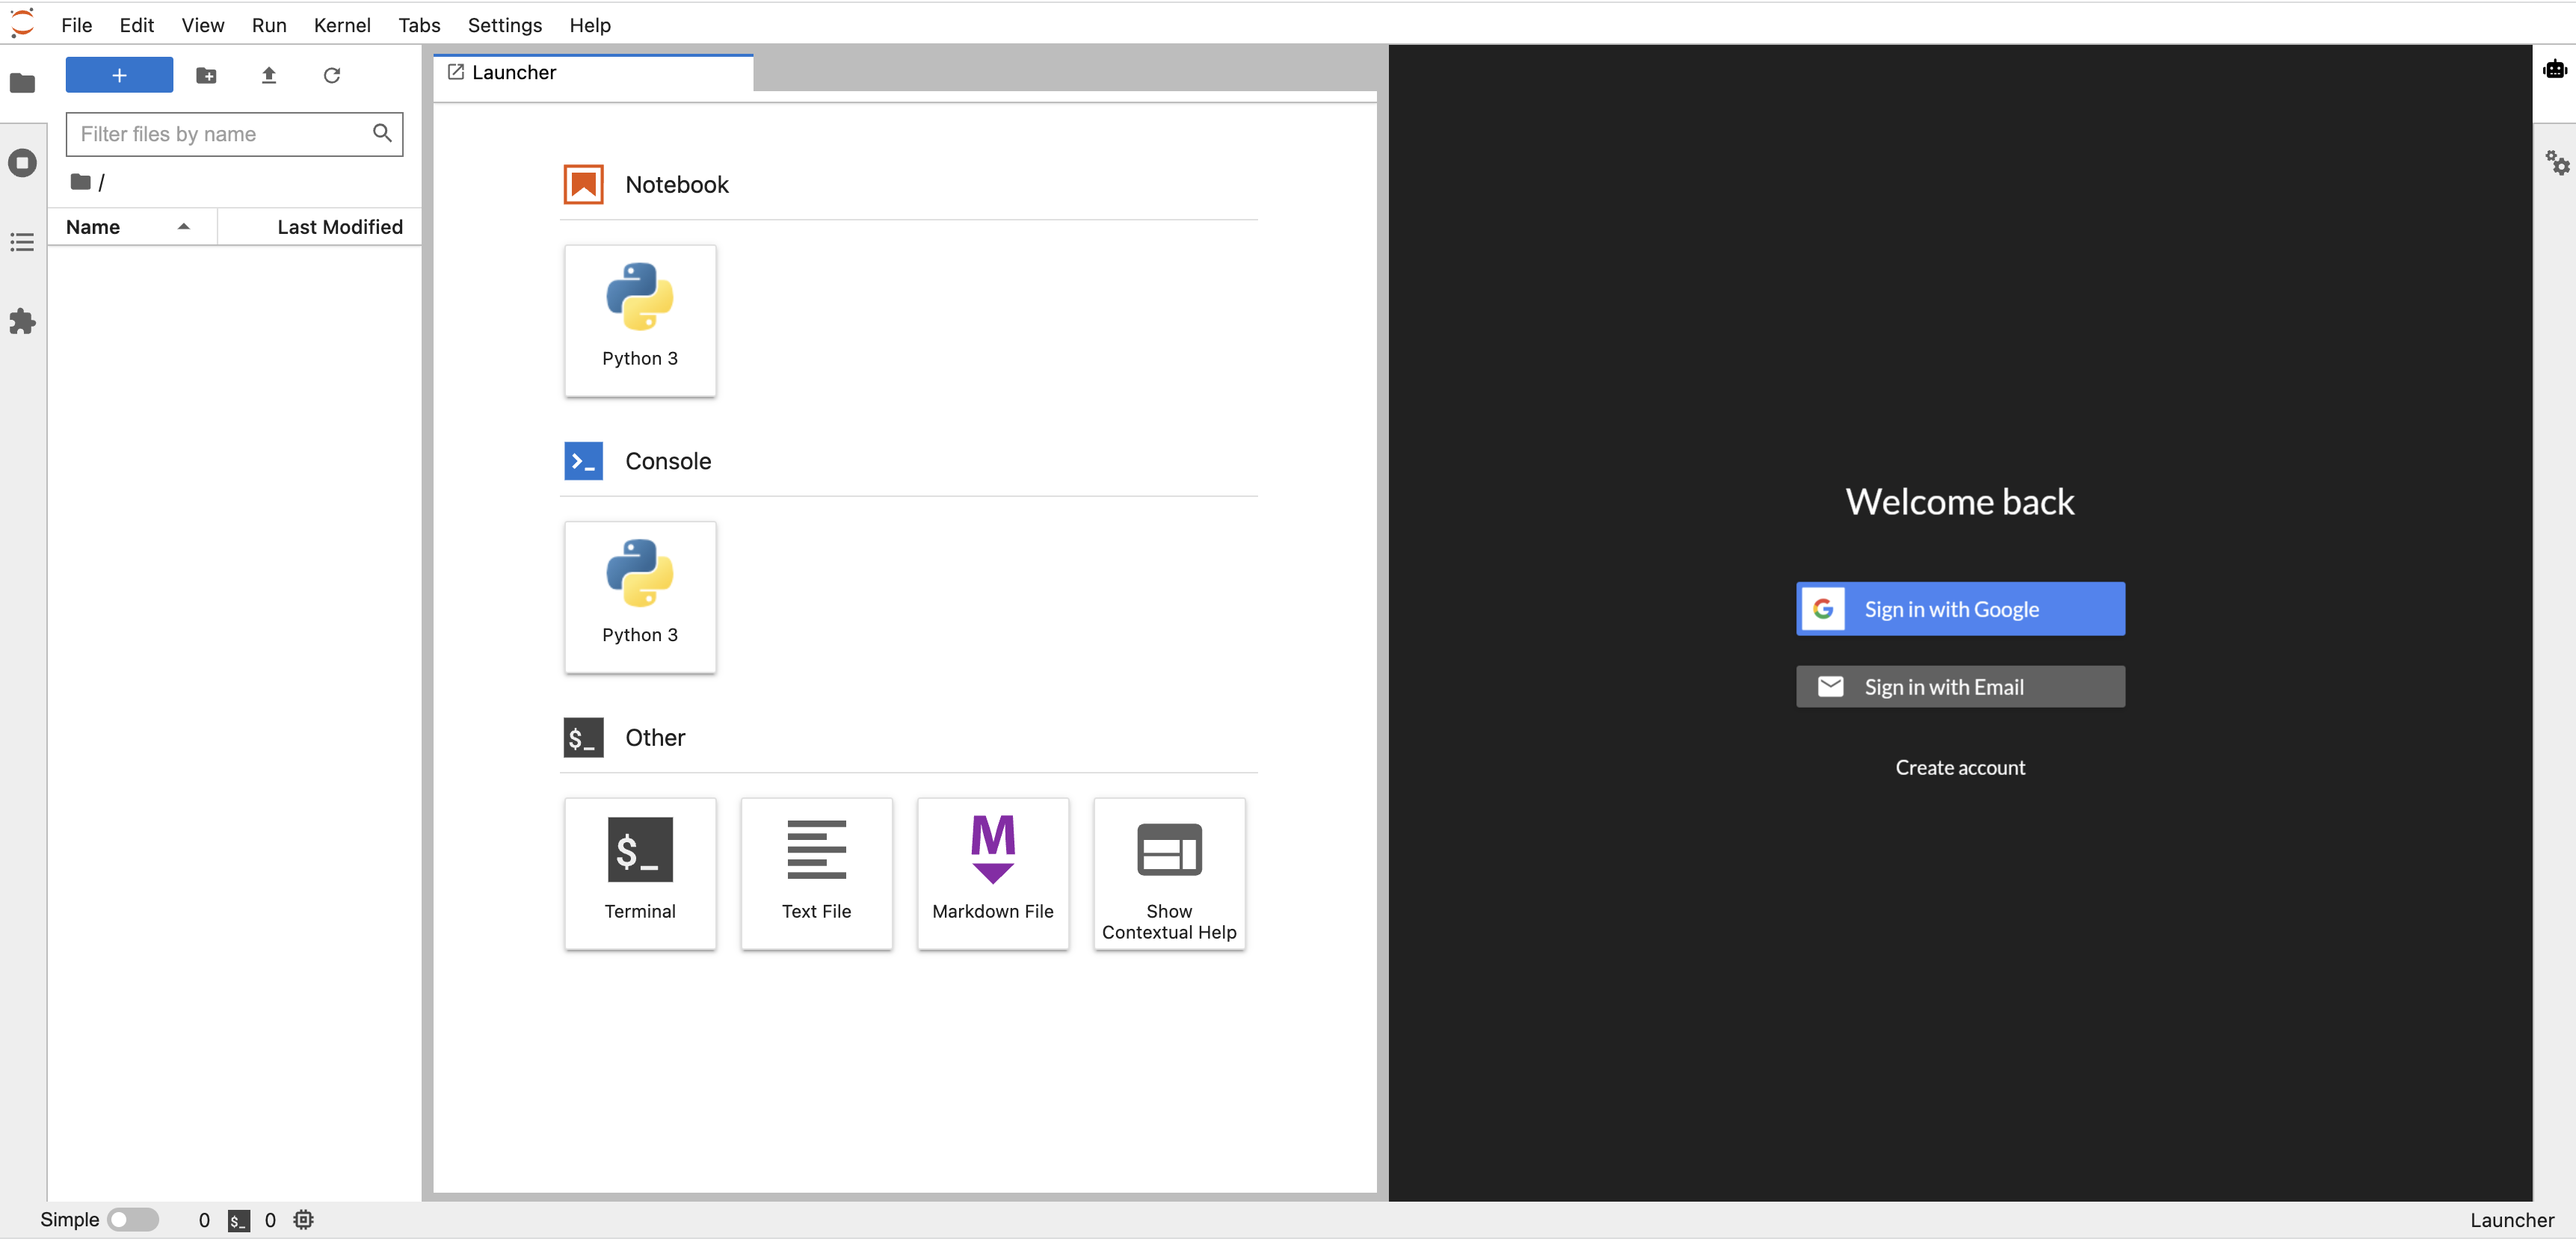 File Edit View Run Kernel Tabs Settings Help
+
Filter files by name
/
Name Last Modified
Launcher
Notebook
Python 3
Console
Python 3
$_ Other
$_
Terminal
Text File
M
Markdown File
Show
Contextual Help
Welcome back
G Sign in with Google
Sign in with Email
Create account
Simple 0 $_ 0
Launcher